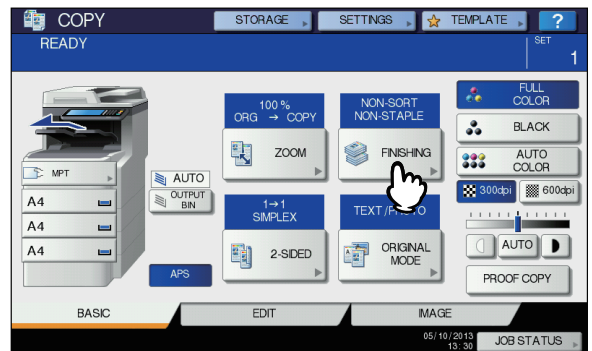 COPY
STORAGE
SETTINGS
TEMPLATE
?
READY
SET
1
100 %
ORG → COPY
ZOOM
NON-SORT
NON-STAPLE
FINISHING
FULL
COLOR
BLACK
AUTO
COLOR
300dpi
600dpi
MPT
A4
A4
A4
AUTO
OUTPUT
BIN
APS
1→1
SIMPLEX
2-SIDED
TEXT/PHOTO
ORIGINAL
MODE
AUTO
PROOF COPY
BASIC
EDIT
IMAGE
05/10/2013
13:30
JOB STATUS